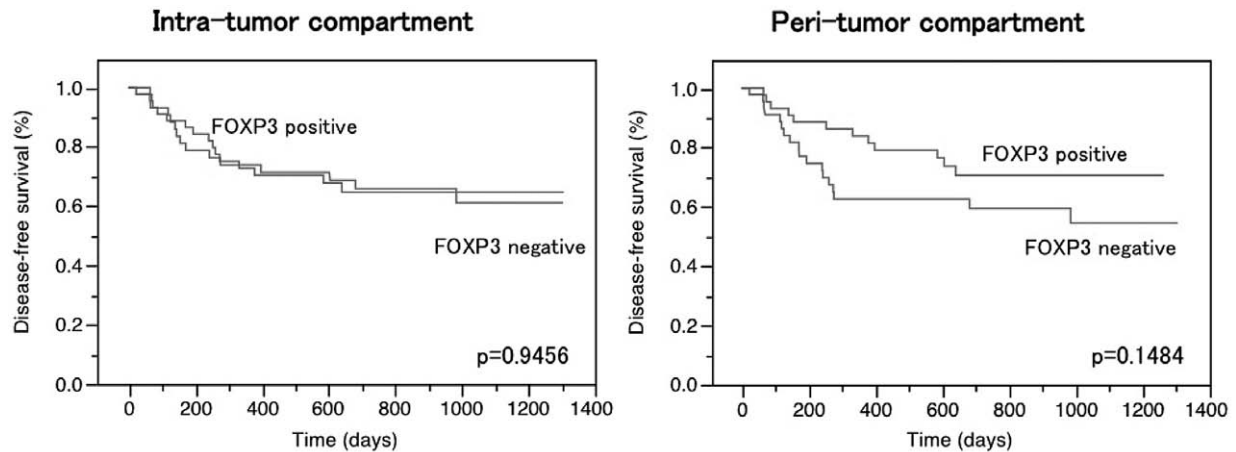 Intra-tumor compartment
Disease-free survival (%)
1.0
0.8
0.6
0.4
0.2
0.0
FOXP3 positive
FOXP3 negative
p=0.9456
0 200 400 600 800 1000 1200 1400
Time (days)
Peri-tumor compartment
Disease-free survival (%)
1.0
0.8
0.6
0.4
0.2
0.0
FOXP3 positive
FOXP3 negative
p=0.1484
0 200 400 600 800 1000 1200 1400
Time (days)